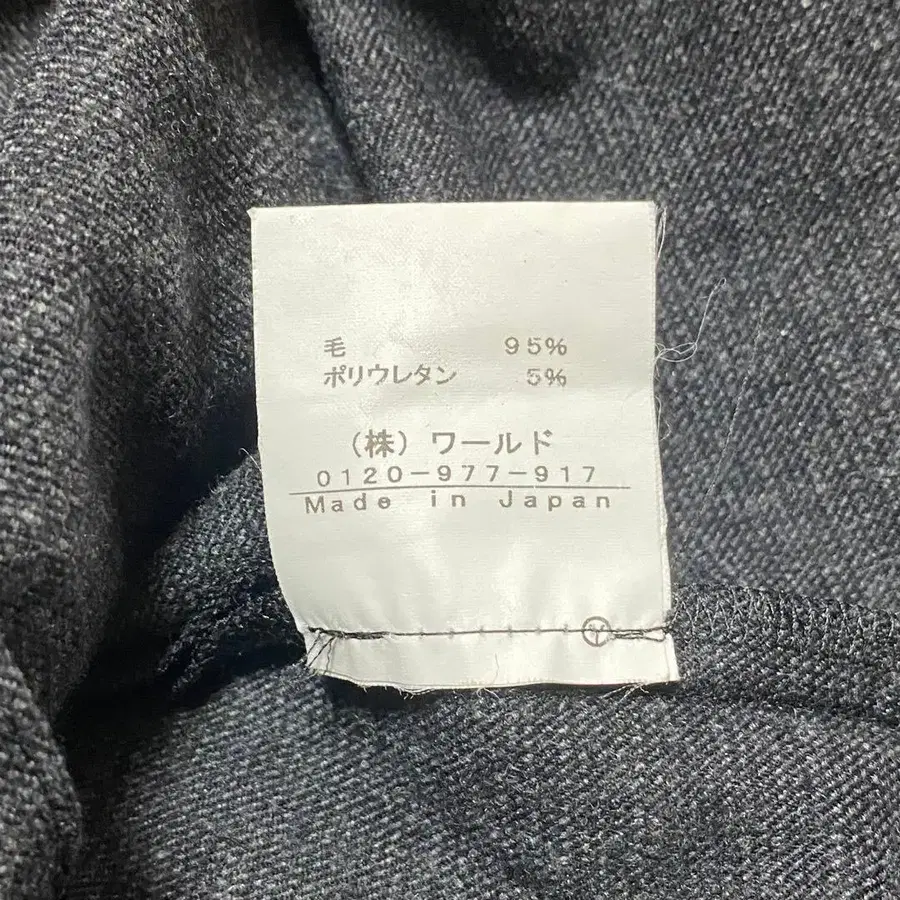 毛 95%
ポリウレタン 5%
(株)ワールド
0120-977-917
Made in Japan